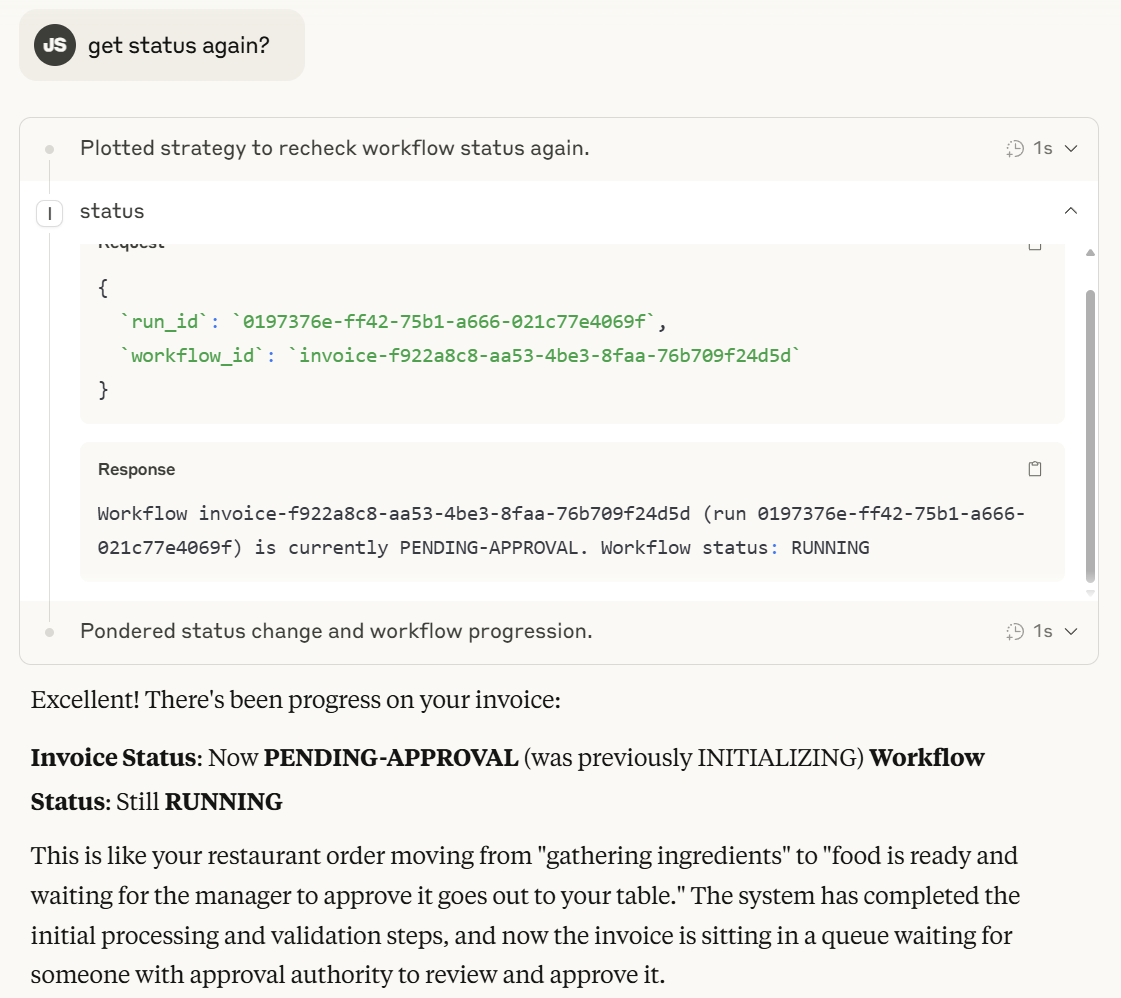 JS get status again?
Plotted strategy to recheck workflow status again. 1s
I status
Request
{
`run_id`: `0197376e-ff42-75b1-a666-021c77e4069f`,
`workflow_id`: `invoice-f922a8c8-aa53-4be3-8faa-76b709f24d5d`
}
Response
Workflow invoice-f922a8c8-aa53-4be3-8faa-76b709f24d5d (run 0197376e-ff42-75b1-a666-
021c77e4069f) is currently PENDING-APPROVAL. Workflow status: RUNNING
Pondered status change and workflow progression. 1s
Excellent! There's been progress on your invoice:
Invoice Status: Now PENDING-APPROVAL (was previously INITIALIZING) Workflow
Status: Still RUNNING
This is like your restaurant order moving from "gathering ingredients" to "food is ready and
waiting for the manager to approve it goes out to your table." The system has completed the
initial processing and validation steps, and now the invoice is sitting in a queue waiting for
someone with approval authority to review and approve it.